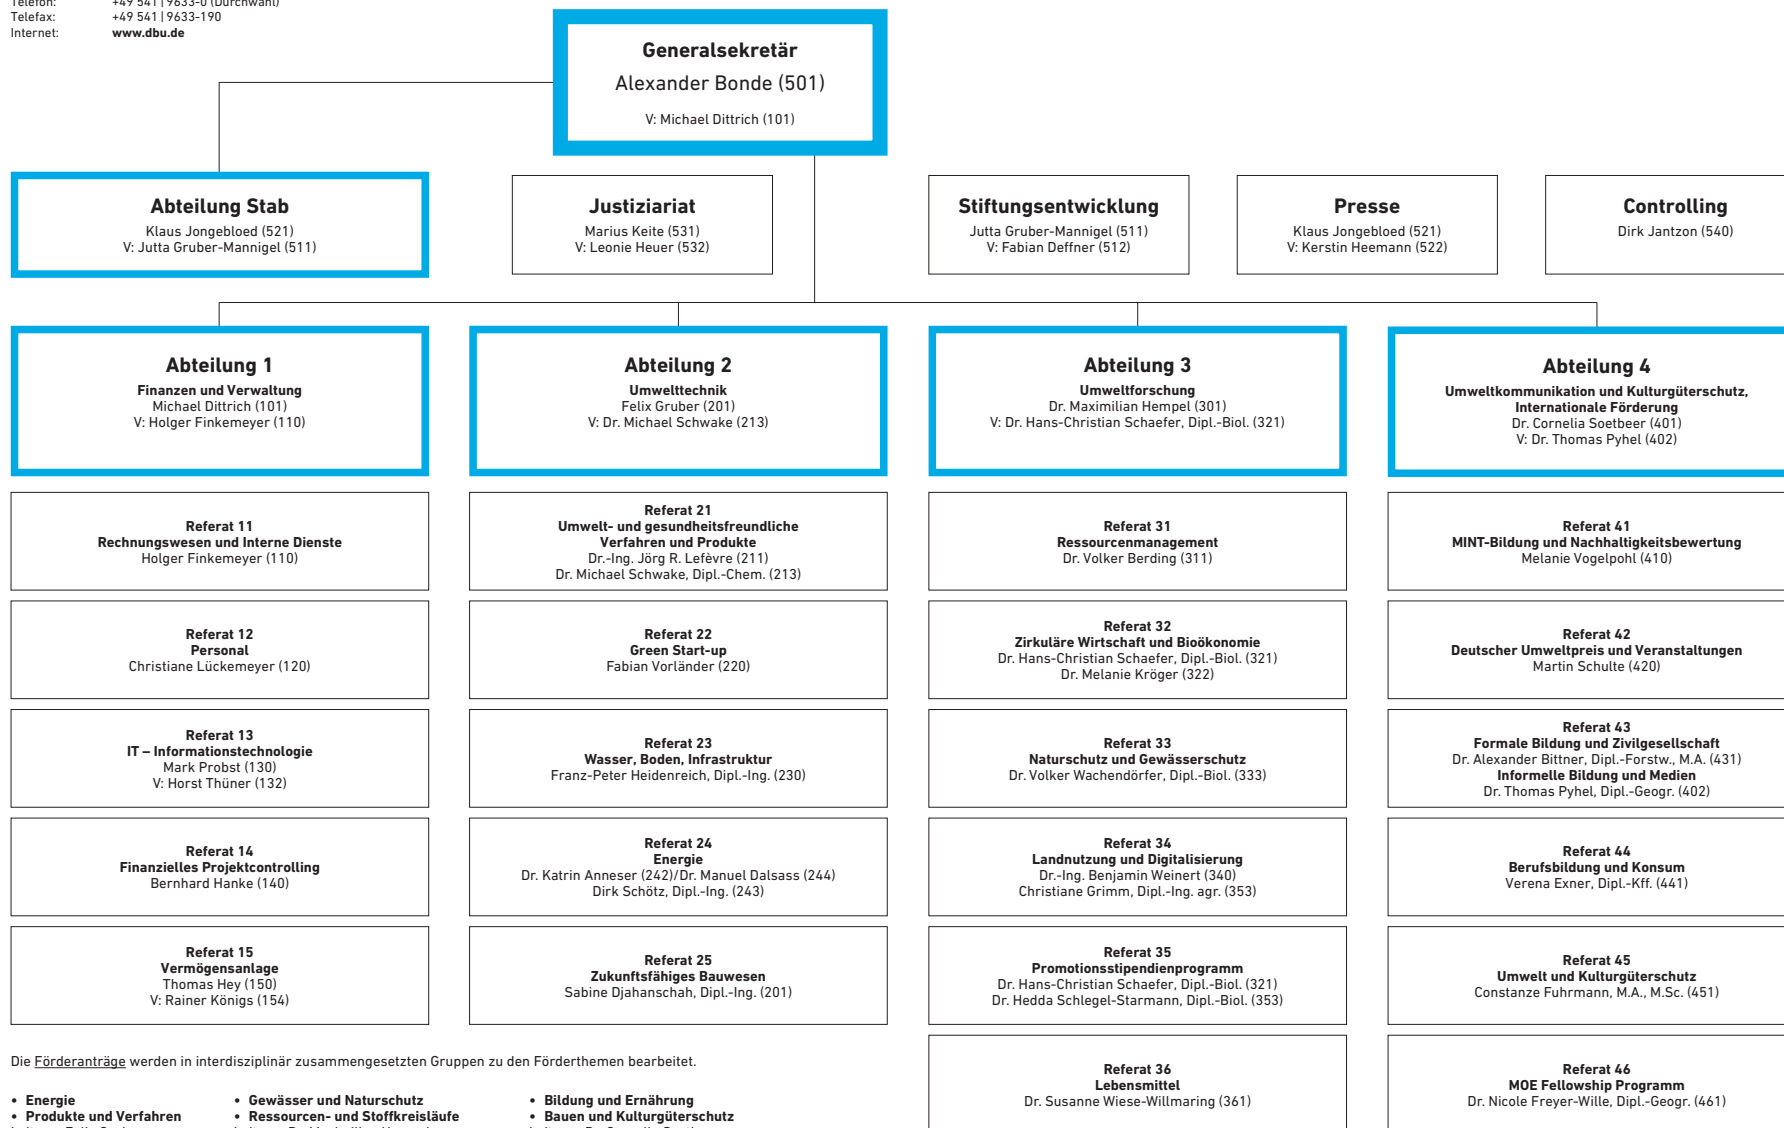 Telefon: +49 541 | 9633-0 (Durchwahl)
Telefax: +49 541 | 9633-190
Internet: www.dbu.de
Generalsekretär
Alexander Bonde (501)
V: Michael Dittrich (101)
Abteilung Stab
Klaus Jongebloed (521)
V: Jutta Gruber-Mannigel (511)
Justiziariat
Marius Keite (531)
V: Leonie Heuer (532)
Stiftungsentwicklung
Jutta Gruber-Mannigel (511)
V: Fabian Deffner (512)
Presse
Klaus Jongebloed (521)
V: Kerstin Heemann (522)
Controlling
Dirk Jantzon (540)
Abteilung 1
Finanzen und Verwaltung
Michael Dittrich (101)
V: Holger Finkemeyer (110)
Abteilung 2
Umwelttechnik
Felix Gruber (201)
V: Dr. Michael Schwake (213)
Abteilung 3
Umweltforschung
Dr. Maximilian Hempel (301)
V: Dr. Hans-Christian Schaefer, Dipl.-Biol. (321)
Abteilung 4
Umweltkommunikation und Kulturgüterschutz,
Internationale Förderung
Dr. Cornelia Soetbeer (401)
V: Dr. Thomas Pyhel (402)
Referat 11
Rechnungswesen und Interne Dienste
Holger Finkemeyer (110)
Referat 21
Umwelt- und gesundheitsfreundliche
Verfahren und Produkte
Dr.-Ing. Jörg R. Lefèvre (211)
Dr. Michael Schwake, Dipl.-Chem. (213)
Referat 31
Ressourcenmanagement
Dr. Volker Berding (311)
Referat 41
MINT-Bildung und Nachhaltigkeitsbewertung
Melanie Vogelpohl (410)
Referat 12
Personal
Christiane Lückemeyer (120)
Referat 22
Green Start-up
Fabian Vorländer (220)
Referat 32
Zirkuläre Wirtschaft und Bioökonomie
Dr. Hans-Christian Schaefer, Dipl.-Biol. (321)
Dr. Melanie Kröger (322)
Referat 42
Deutscher Umweltpreis und Veranstaltungen
Martin Schulte (420)
Referat 13
IT – Informationstechnologie
Mark Probst (130)
V: Horst Thüner (132)
Referat 23
Wasser, Boden, Infrastruktur
Franz-Peter Heidenreich, Dipl.-Ing. (230)
Referat 33
Naturschutz und Gewässerschutz
Dr. Volker Wachendörfer, Dipl.-Biol. (333)
Referat 43
Formale Bildung und Zivilgesellschaft
Dr. Alexander Bittner, Dipl.-Forstw., M.A. (431)
Informelle Bildung und Medien
Dr. Thomas Pyhel, Dipl.-Geogr. (402)
Referat 14
Finanzielles Projektcontrolling
Bernhard Hanke (140)
Referat 24
Energie
Dr. Katrin Anneser (242)/Dr. Manuel Dalsass (244)
Dirk Schötz, Dipl.-Ing. (243)
Referat 34
Landnutzung und Digitalisierung
Dr.-Ing. Benjamin Weinert (340)
Christiane Grimm, Dipl.-Ing. agr. (353)
Referat 44
Berufsbildung und Konsum
Verena Exner, Dipl.-Kff. (441)
Referat 15
Vermögensanlage
Thomas Hey (150)
V: Rainer Königs (154)
Referat 25
Zukunftsfähiges Bauwesen
Sabine Djahanschah, Dipl.-Ing. (201)
Referat 35
Promotionsstipendienprogramm
Dr. Hans-Christian Schaefer, Dipl.-Biol. (321)
Dr. Hedda Schlegel-Starmann, Dipl.-Biol. (353)
Referat 45
Umwelt und Kulturgüterschutz
Constanze Fuhrmann, M.A., M.Sc. (451)
Referat 36
Lebensmittel
Dr. Susanne Wiese-Willmaring (361)
Referat 46
MOE Fellowship Programm
Dr. Nicole Freyer-Wille, Dipl.-Geogr. (461)
Die Förderanträge werden in interdisziplinär zusammengesetzten Gruppen zu den Förderthemen bearbeitet.
• Energie
• Produkte und Verfahren
• Gewässer und Naturschutz
• Ressourcen- und Stoffkreisläufe
• Bildung und Ernährung
• Bauen und Kulturgüterschutz